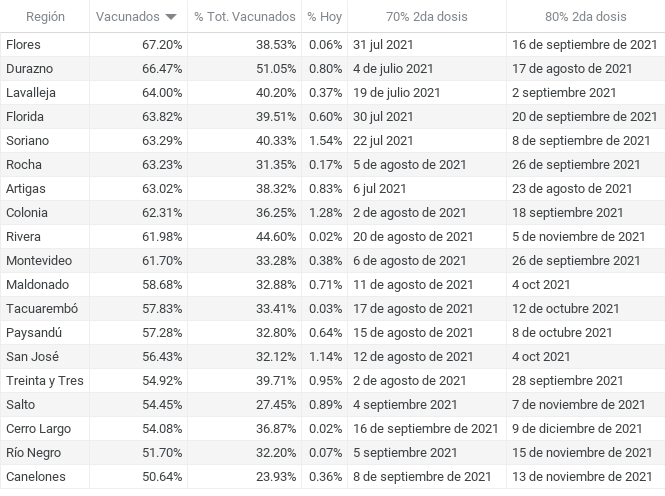 Región Vacunados % Tot. Vacunados % Hoy 70% 2da dosis 80% 2da dosis
Flores 67.20% 38.53% 0.06% 31 jul 2021 16 de septiembre de 2021
Durazno 66.47% 51.05% 0.80% 4 de julio 2021 17 de agosto de 2021
Lavalleja 64.00% 40.20% 0.37% 19 de julio 2021 2 septiembre 2021
Florida 63.82% 39.51% 0.60% 30 jul 2021 20 de septiembre de 2021
Soriano 63.29% 40.33% 1.54% 22 jul 2021 8 de septiembre de 2021
Rocha 63.23% 31.35% 0.17% 5 de agosto de 2021 26 de septiembre 2021
Artigas 63.02% 38.32% 0.83% 6 jul 2021 23 de agosto de 2021
Colonia 62.31% 36.25% 1.28% 2 de agosto de 2021 18 septiembre 2021
Rivera 61.98% 44.60% 0.02% 20 de agosto de 2021 5 de noviembre de 2021
Montevideo 61.70% 33.28% 0.38% 6 de agosto de 2021 26 de septiembre 2021
Maldonado 58.68% 32.88% 0.71% 11 de agosto de 2021 4 oct 2021
Tacuarembó 57.83% 33.41% 0.03% 17 de agosto de 2021 12 de octubre 2021
Paysandú 57.28% 32.80% 0.64% 15 de agosto de 2021 8 de octubre 2021
San José 56.43% 32.12% 1.14% 12 de agosto de 2021 4 oct 2021
Treinta y Tres 54.92% 39.71% 0.95% 2 de agosto de 2021 28 septiembre 2021
Salto 54.45% 27.45% 0.89% 4 septiembre 2021 7 de noviembre de 2021
Cerro Largo 54.08% 36.87% 0.02% 16 de septiembre de 2021 9 de diciembre de 2021
Río Negro 51.70% 32.20% 0.07% 5 septiembre 2021 15 de noviembre de 2021
Canelones 50.64% 23.93% 0.36% 8 de septiembre de 2021 13 de noviembre de 2021